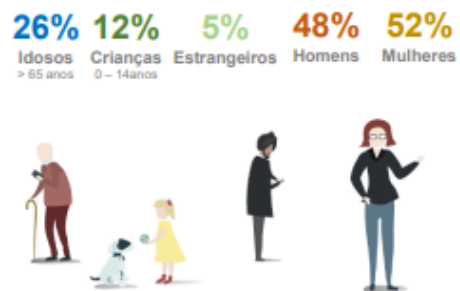 26% 12% 5% 48% 52%
Idosos Crianças Estrangeiros Homens Mulheres
> 65 anos 0 – 14anos